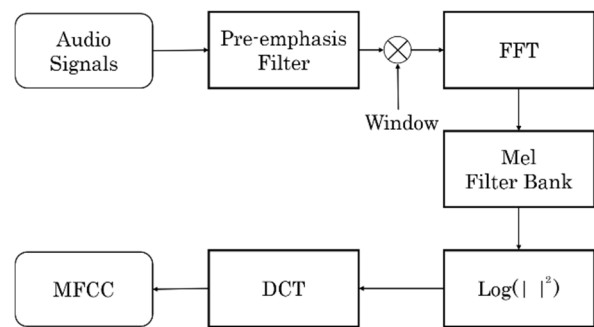 Audio
Signals
Pre-emphasis
Filter
FFT
Window
Mel
Filter Bank
Log(| |²)
DCT
MFCC